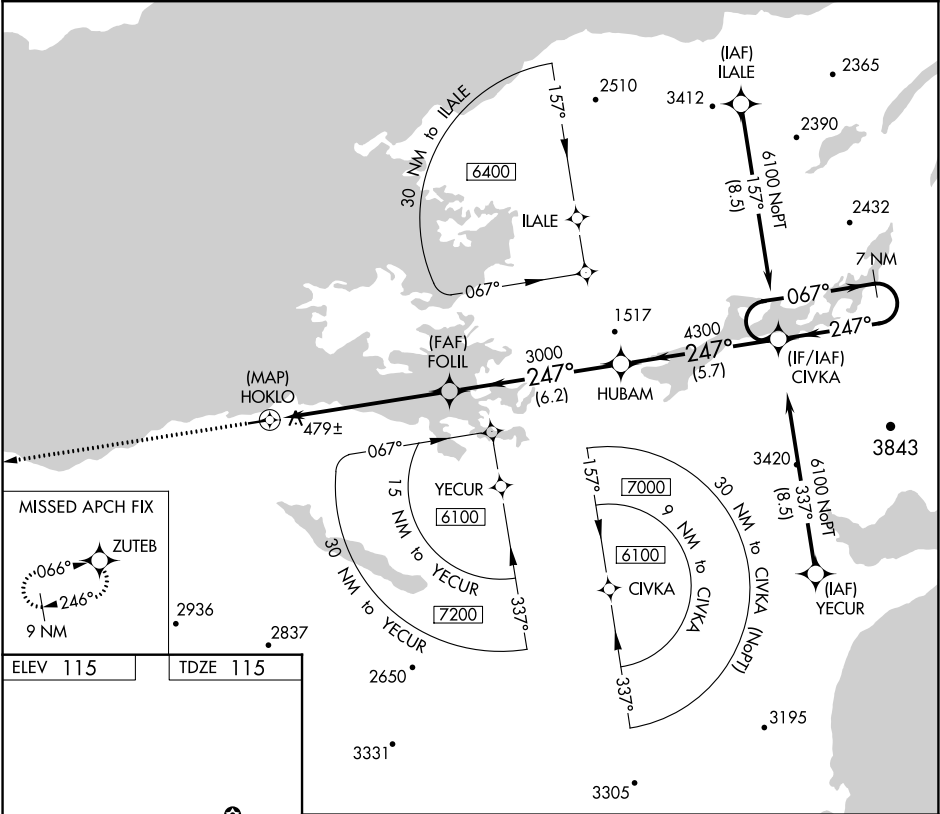 (IAF)
ILALE
2365
2510
3412
2390
157°
30 NM to ILALE
6400
6100 NoPT
157°
(8.5)
ILALE
2432
7 NM
067°
067°
247°
1517
4300
247°
(5.7)
(IF/IAF)
CIVKA
(FAF)
FOLIL
3000
247°
(6.2)
HUBAM
(MAP)
HOKLO
479±
3843
067°
15 NM to YECUR
YECUR
6100
337°
30 NM to YECUR
7200
157°
7000
30 NM to CIVKA (NoPT)
9 NM to CIVKA
6100
CIVKA
337°
3420
6100 NoPT
337°
(8.5)
(IAF)
YECUR
MISSED APCH FIX
ZUTEB
066°
246°
9 NM
2936
2837
2650
3331
3195
3305
ELEV 115
TDZE 115